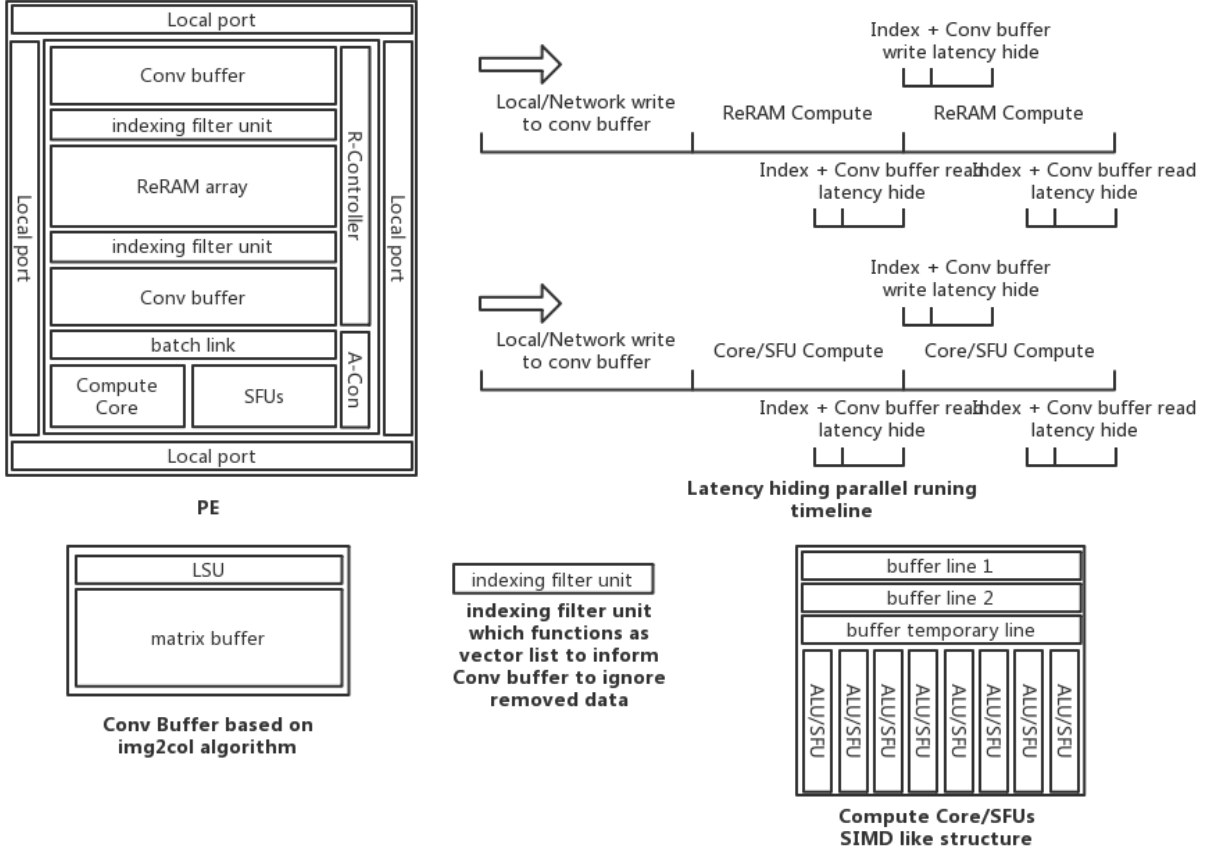 Local port
Local port
Conv buffer
indexing filter unit
ReRAM array
indexing filter unit
Conv buffer
R-Controller
batch link
Compute
Core
SFUs
A-Con
Local port
Local port
PE
Index + Conv buffer
write latency hide
Local/Network write
to conv buffer
ReRAM Compute
ReRAM Compute
Index + Conv buffer read
latency hide
Index + Conv buffer read
latency hide
Index + Conv buffer
write latency hide
Local/Network write
to conv buffer
Core/SFU Compute
Core/SFU Compute
Index + Conv buffer read
latency hide
Index + Conv buffer read
latency hide
Latency hiding parallel runing
timeline
LSU
matrix buffer
Conv Buffer based on
img2col algorithm
indexing filter unit
indexing filter unit
which functions as
vector list to inform
Conv buffer to ignore
removed data
buffer line 1
buffer line 2
buffer temporary line
ALU/SFU
ALU/SFU
ALU/SFU
ALU/SFU
ALU/SFU
ALU/SFU
ALU/SFU
ALU/SFU
Compute Core/SFUs
SIMD like structure